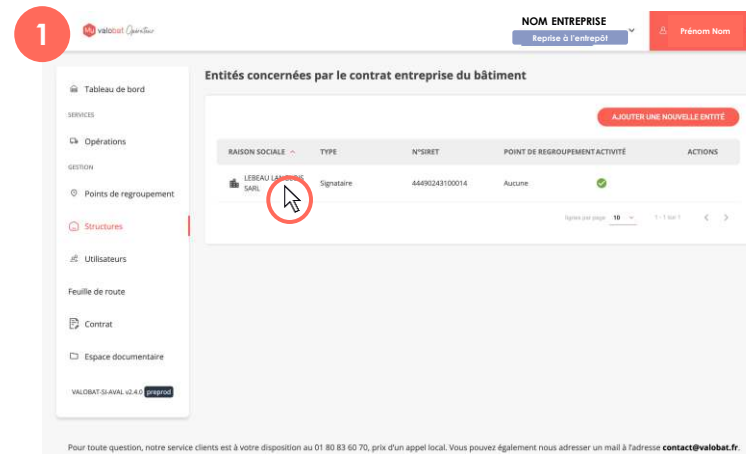 1
My valobat Opérateur
NOM ENTREPRISE
Reprise à l'entrepôt
Prénom Nom
Tableau de bord
SERVICES
Opérations
GESTION
Points de regroupement
Structures
Utilisateurs
Feuille de route
Contrat
Espace documentaire
VALOBAT-SI-AVAL v2.4.0 preprod
Entités concernées par le contrat entreprise du bâtiment
AJOUTER UNE NOUVELLE ENTITÉ
RAISON SOCIALE TYPE N°SIRET POINT DE REGROUPEMENT ACTIVITÉ ACTIONS
LEBEAU
SARL Signataire 44490243100014 Aucune
lignes par page 10 1-1 sur 1
Pour toute question, notre service clients est à votre disposition au 01 80 83 60 70, prix d'un appel local. Vous pouvez également nous adresser un mail à l'adresse contact@valobat.fr.